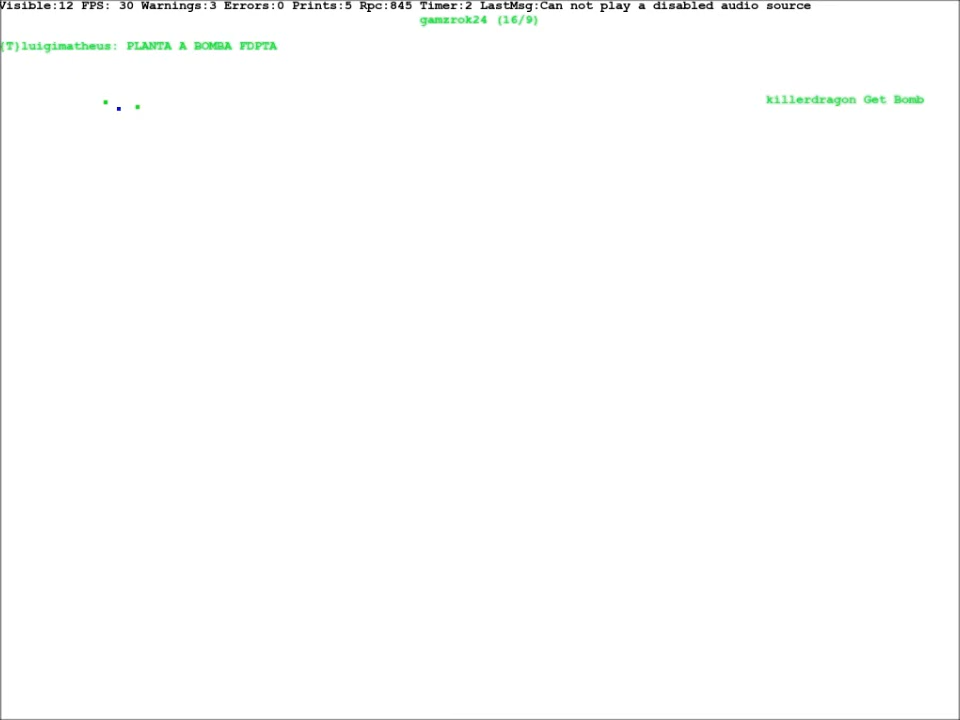 Visible:12 FPS: 30 Warnings:3 Errors:0 Prints:5 Rpc:845 Timer:2 LastMsg:Can not play a disabled audio source
gamzrok24 (16/9)
(T)luigimatheus: PLANTA A BOMBA FDPTA
killerdragon Get Bomb